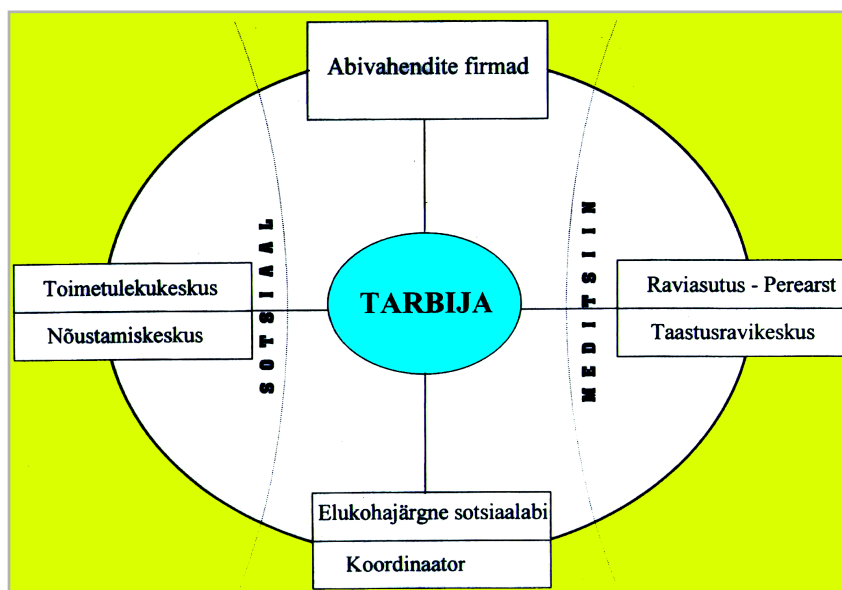 Abivahendite firmad
SOTSIAAL
MEDITSIIN
Toimetulekukeskus
Nõustamiskeskus
TARBIJA
Raviasutus - Perearst
Taastusravikeskus
Elukohajärgne sotsiaalabi
Koordinaator